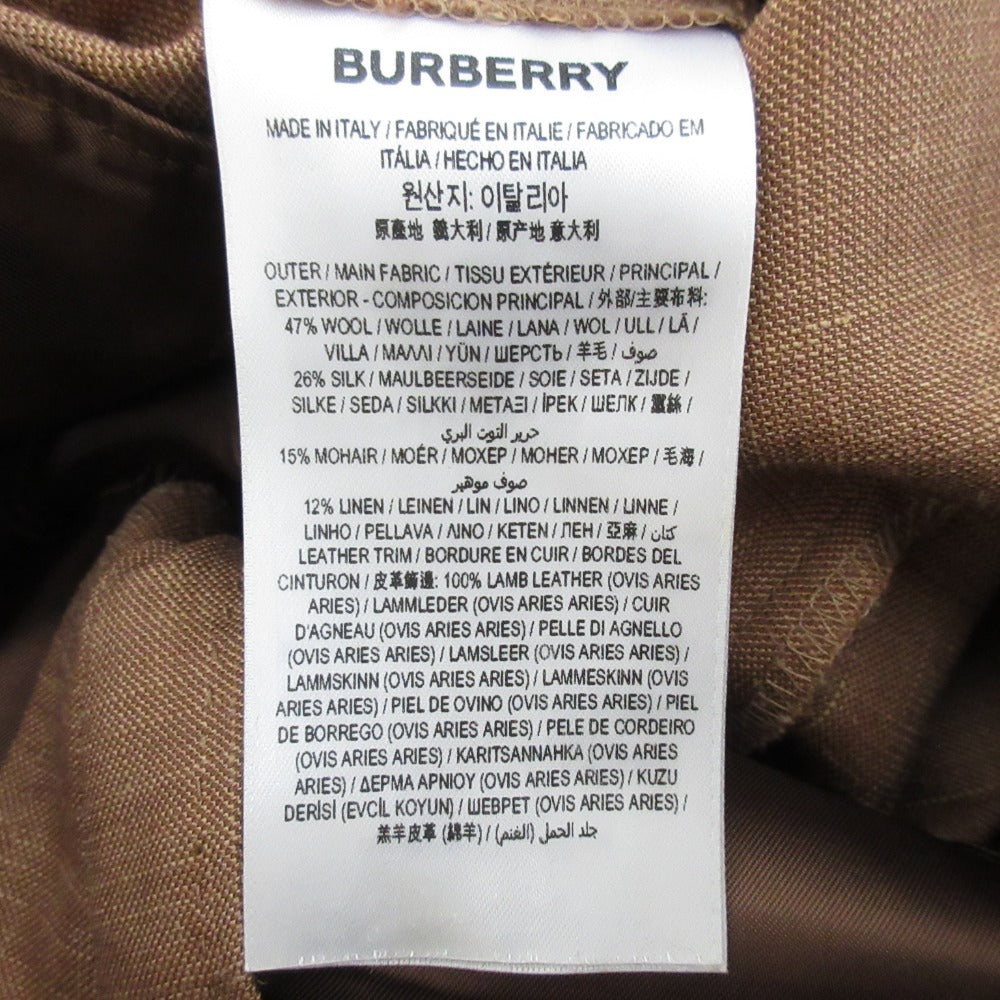 BURBERRY
MADE IN ITALY / FABRIQUÉ EN ITALIE / FABRICADO EM
ITÁLIA / HECHO EN ITALIA
원산지: 이탈리아
原產地 義大利 / 原产地 意大利
OUTER / MAIN FABRIC / TISSU EXTÉRIEUR / PRINCIPAL /
EXTERIOR - COMPOSICION PRINCIPAL / 外部/主要布料:
47% WOOL / WOLLE / LAINE / LANA / WOL / ULL / LÃ /
VILLA / ΜΑΛΛΙ / YÜN / ШЕРСТЬ / 羊毛 / صوف
26% SILK / MAULBEERSEIDE / SOIE / SETA / ZIJDE /
SILKE / SEDA / SILKKI / ΜΕΤΑΞΙ / İPEK / ШЕЛК / 蠶絲 /
حرير التوت البري
15% MOHAIR / MOÉR / МОХЕР / MOHER / МОХЕР / 毛海 /
صوف موهير
12% LINEN / LEINEN / LIN / LINO / LINNEN / LINNE /
LINHO / PELLAVA / ΛΙΝΟ / KETEN / ЛЕН / 亞麻 / كتان
LEATHER TRIM / BORDURE EN CUIR / BORDES DEL
CINTURON / 皮革飾邊: 100% LAMB LEATHER (OVIS ARIES
ARIES) / LAMMLEDER (OVIS ARIES ARIES) / CUIR
D'AGNEAU (OVIS ARIES ARIES) / PELLE DI AGNELLO
(OVIS ARIES ARIES) / LAMSLEER (OVIS ARIES ARIES) /
LAMMSKINN (OVIS ARIES ARIES) / LAMMESKINN (OVIS
ARIES ARIES) / PIEL DE OVINO (OVIS ARIES ARIES) / PIEL
DE BORREGO (OVIS ARIES ARIES) / PELE DE CORDEIRO
(OVIS ARIES ARIES) / KARITSANNAHKA (OVIS ARIES
ARIES) / ΔΕΡΜΑ ΑΡΝΙΟΥ (OVIS ARIES ARIES) / KUZU
DERİSİ (EVCİL KOYUN) / ШЕВРЕТ (OVIS ARIES ARIES) /
羔羊皮革 (綿羊) / جلد الحمل (الغنم) /